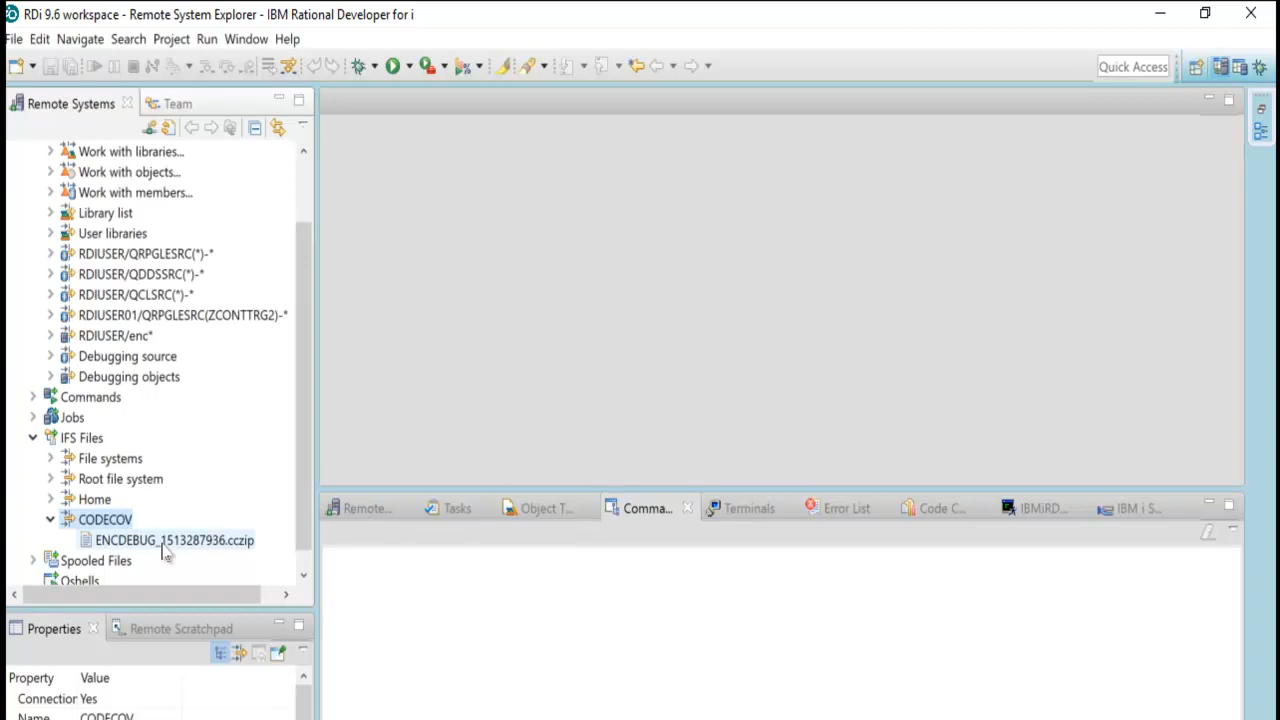 RDi 9.6 workspace - Remote System Explorer - IBM Rational Developer for i
File Edit Navigate Search Project Run Window Help
Quick Access
Remote Systems
Team
Work with libraries...
Work with objects...
Work with members...
Library list
User libraries
RDIUSER/QRPGLESRC(*)-*
RDIUSER/QDDSSRC(*)-*
RDIUSER/QCLSRC(*)-*
RDIUSER01/QRPGLESRC(ZCONTTRG2)-*
RDIUSER/enc*
Debugging source
Debugging objects
Commands
Jobs
IFS Files
File systems
Root file system
Home
CODECOV
ENCDEBUG_1513287936.cczip
Spooled Files
Qshells
Remote... Tasks Object T... Comma... Terminals Error List Code C... IBMiRD... IBM i S...
Properties
Remote Scratchpad
Property Value
Connection Yes
Name CODECOV